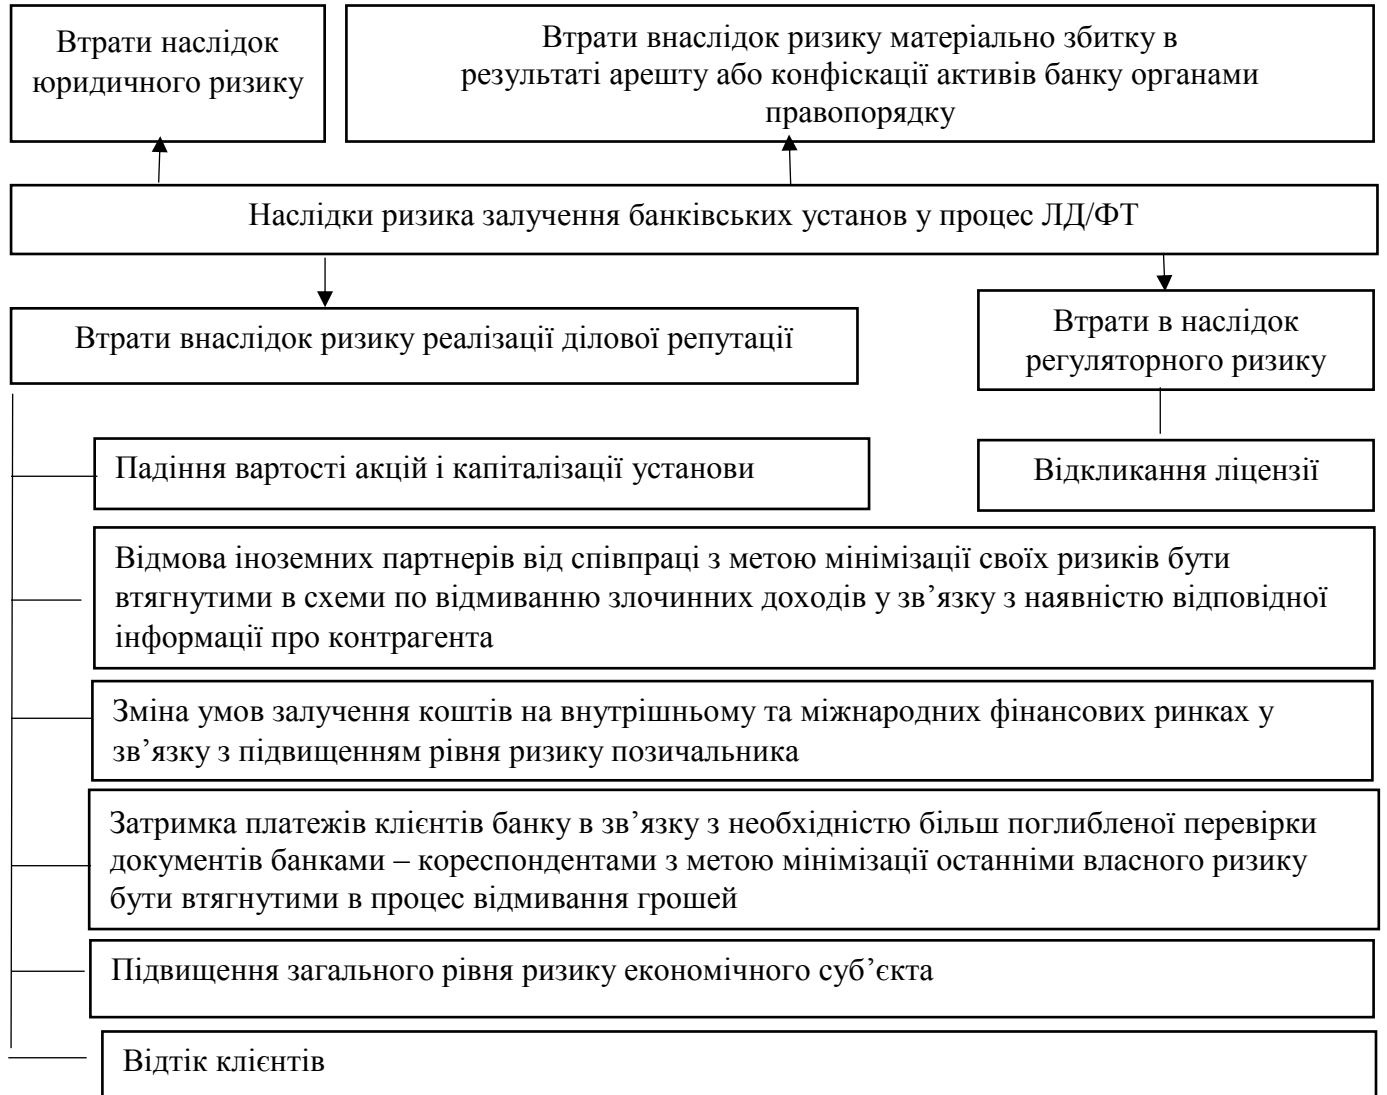 Втрати наслідок
юридичного ризику
Втрати внаслідок ризику матеріально збитку в
результаті арешту або конфіскації активів банку органами
правопорядку
Наслідки ризика залучення банківських установ у процес ЛД/ФТ
Втрати внаслідок ризику реалізації ділової репутації
Втрати в наслідок
регуляторного ризику
Падіння вартості акцій і капіталізації установи
Відкликання ліцензії
Відмова іноземних партнерів від співпраці з метою мінімізації своїх ризиків бути
втягнутими в схеми по відмиванню злочинних доходів у зв’язку з наявністю відповідної
інформації про контрагента
Зміна умов залучення коштів на внутрішньому та міжнародних фінансових ринках у
зв’язку з підвищенням рівня ризику позичальника
Затримка платежів клієнтів банку в зв’язку з необхідністю більш поглибленої перевірки
документів банками – кореспондентами з метою мінімізації останніми власного ризику
бути втягнутими в процес відмивання грошей
Підвищення загального рівня ризику економічного суб’єкта
Відтік клієнтів